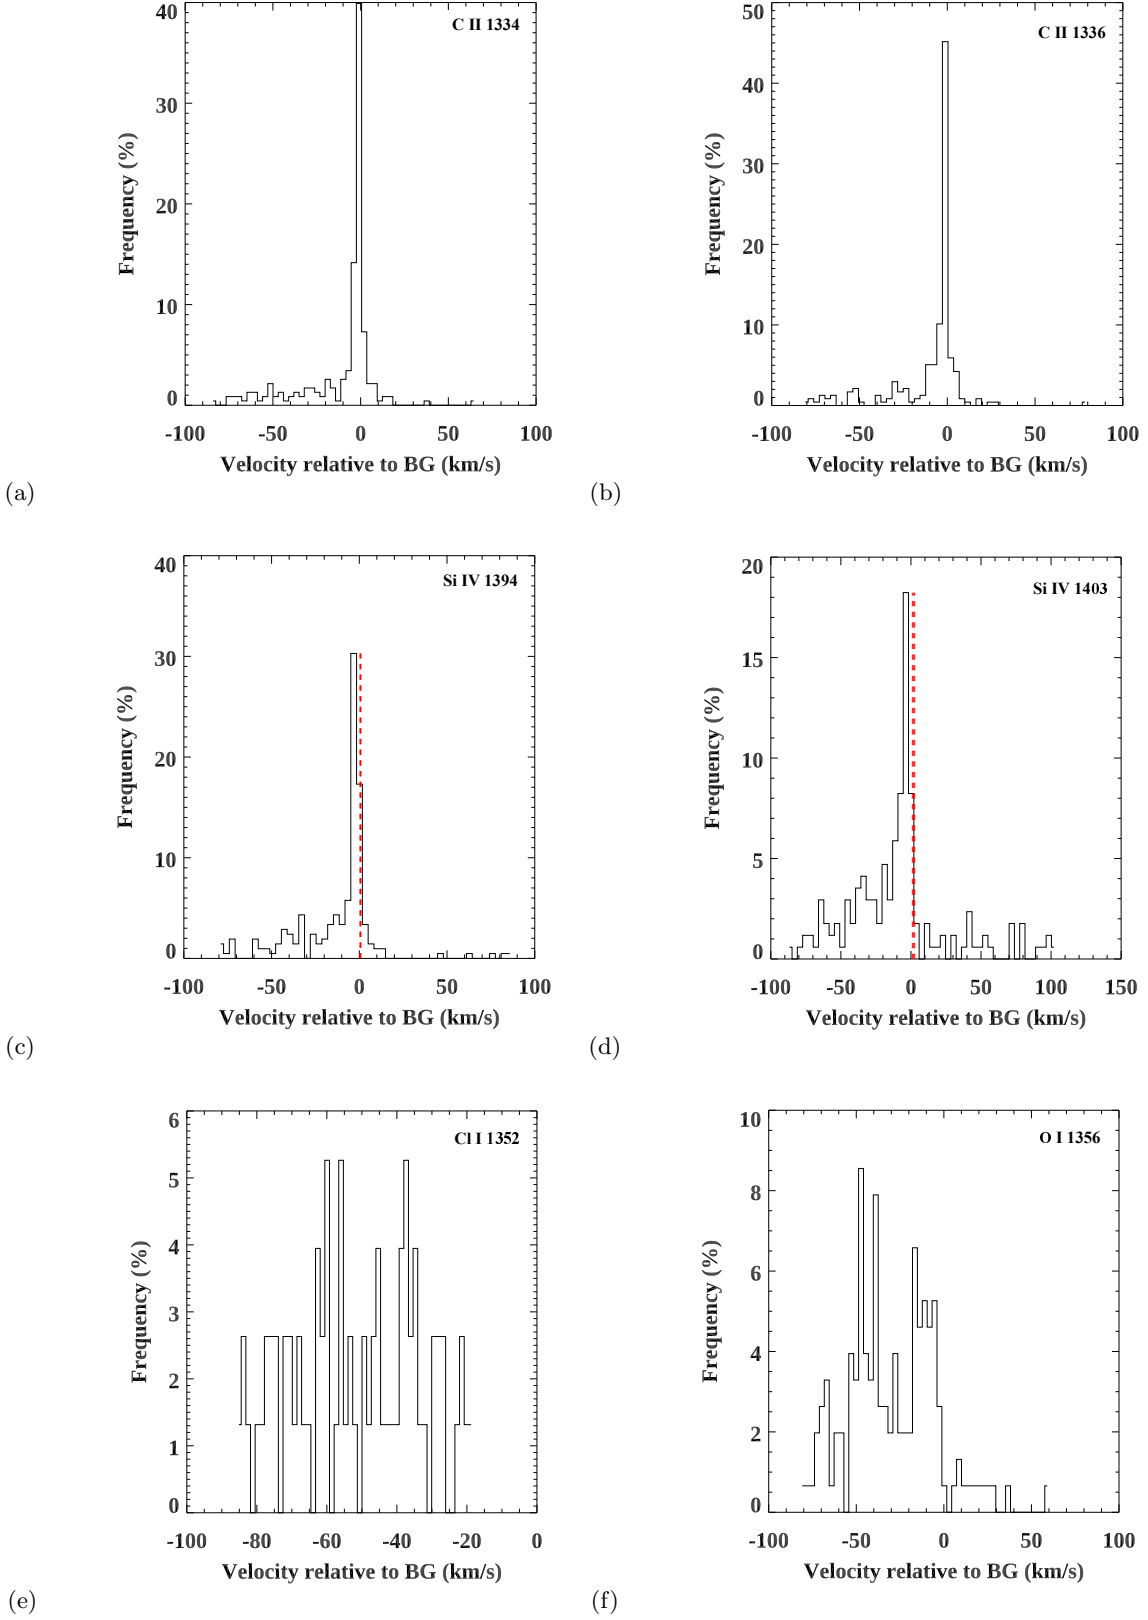 40
30
20
10
0
Frequency (%)
C II 1334
-100 -50 0 50 100
Velocity relative to BG (km/s)
(a)
50
40
30
20
10
0
Frequency (%)
C II 1336
-100 -50 0 50 100
Velocity relative to BG (km/s)
(b)
40
30
20
10
0
Frequency (%)
Si IV 1394
-100 -50 0 50 100
Velocity relative to BG (km/s)
(c)
20
15
10
5
0
Frequency (%)
Si IV 1403
-100 -50 0 50 100 150
Velocity relative to BG (km/s)
(d)
6
5
4
3
2
1
0
Frequency (%)
Cl I 1352
-100 -80 -60 -40 -20 0
Velocity relative to BG (km/s)
(e)
10
8
6
4
2
0
Frequency (%)
O I 1356
-100 -50 0 50 100
Velocity relative to BG (km/s)
(f)